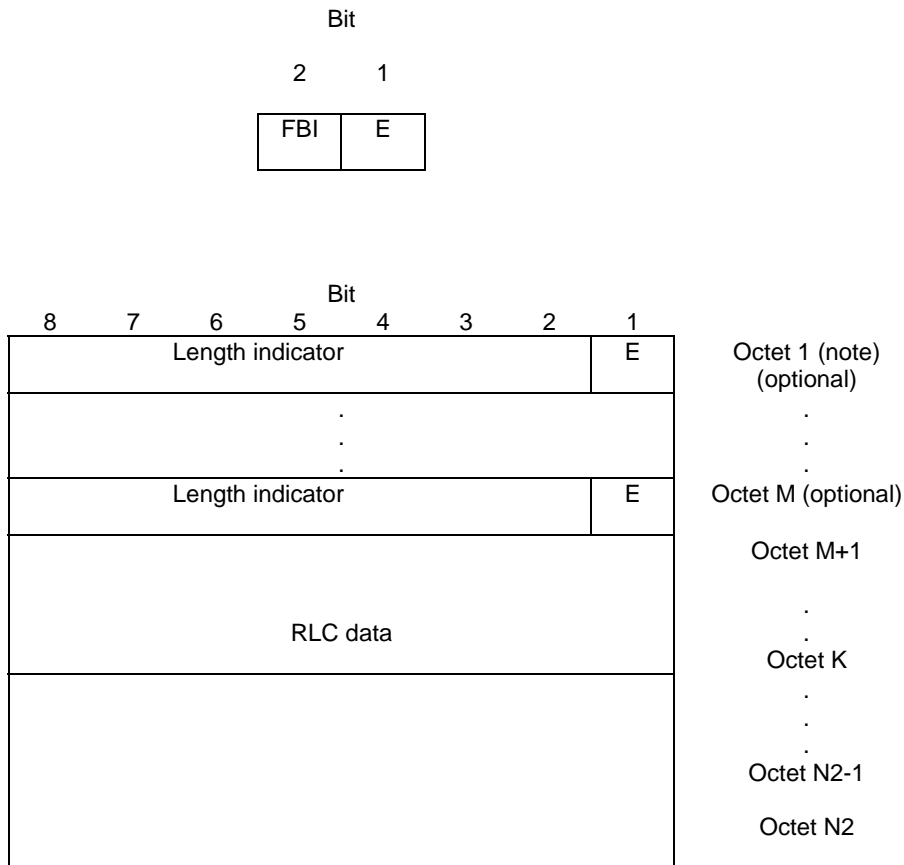 Bit
2 1
FBI E
Bit
8 7 6 5 4 3 2 1
Length indicator E Octet 1 (note)
(optional)
. .
. .
. .
Length indicator E Octet M (optional)
Octet M+1
.
RLC data .
Octet K
.
.
.
Octet N2-1
Octet N2